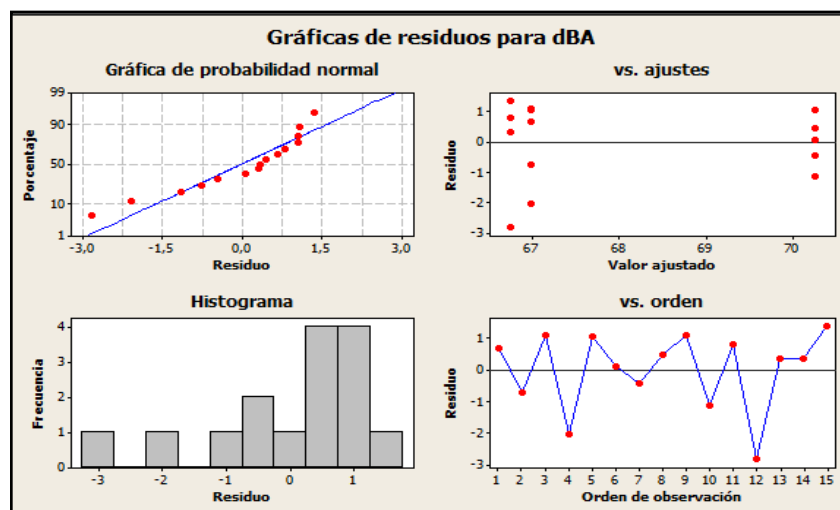 Gráficas de residuos para dBA
Gráfica de probabilidad normal
Porcentaje
99
90
50
10
1
-3,0 -1,5 0,0 1,5 3,0
Residuo
vs. ajustes
Residuo
1
0
-1
-2
-3
67 68 69 70
Valor ajustado
Histograma
Frecuencia
4
3
2
1
0
-3 -2 -1 0 1
Residuo
vs. orden
Residuo
1
0
-1
-2
-3
1 2 3 4 5 6 7 8 9 10 11 12 13 14 15
Orden de observación